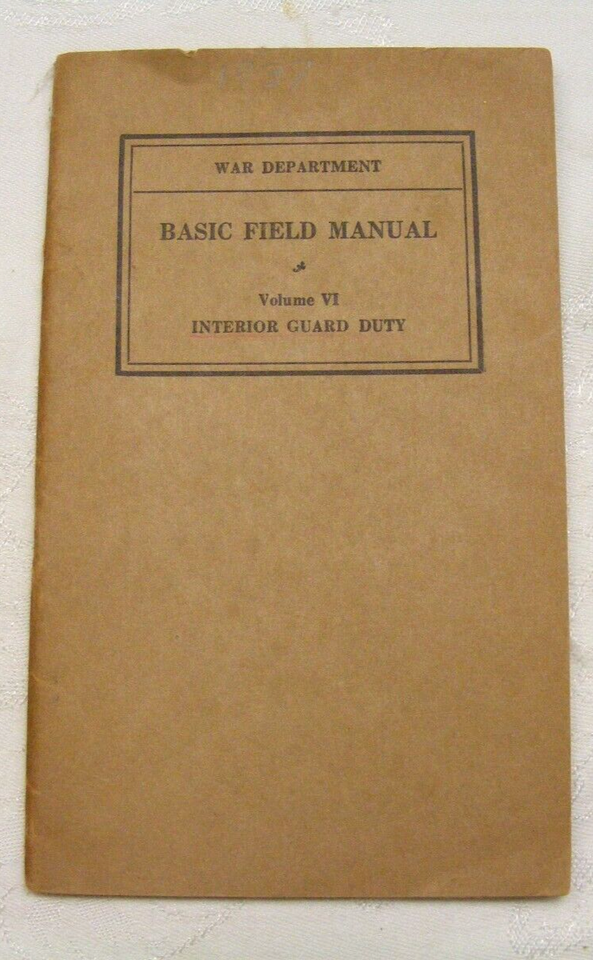 WAR DEPARTMENT
BASIC FIELD MANUAL
Volume VI
INTERIOR GUARD DUTY